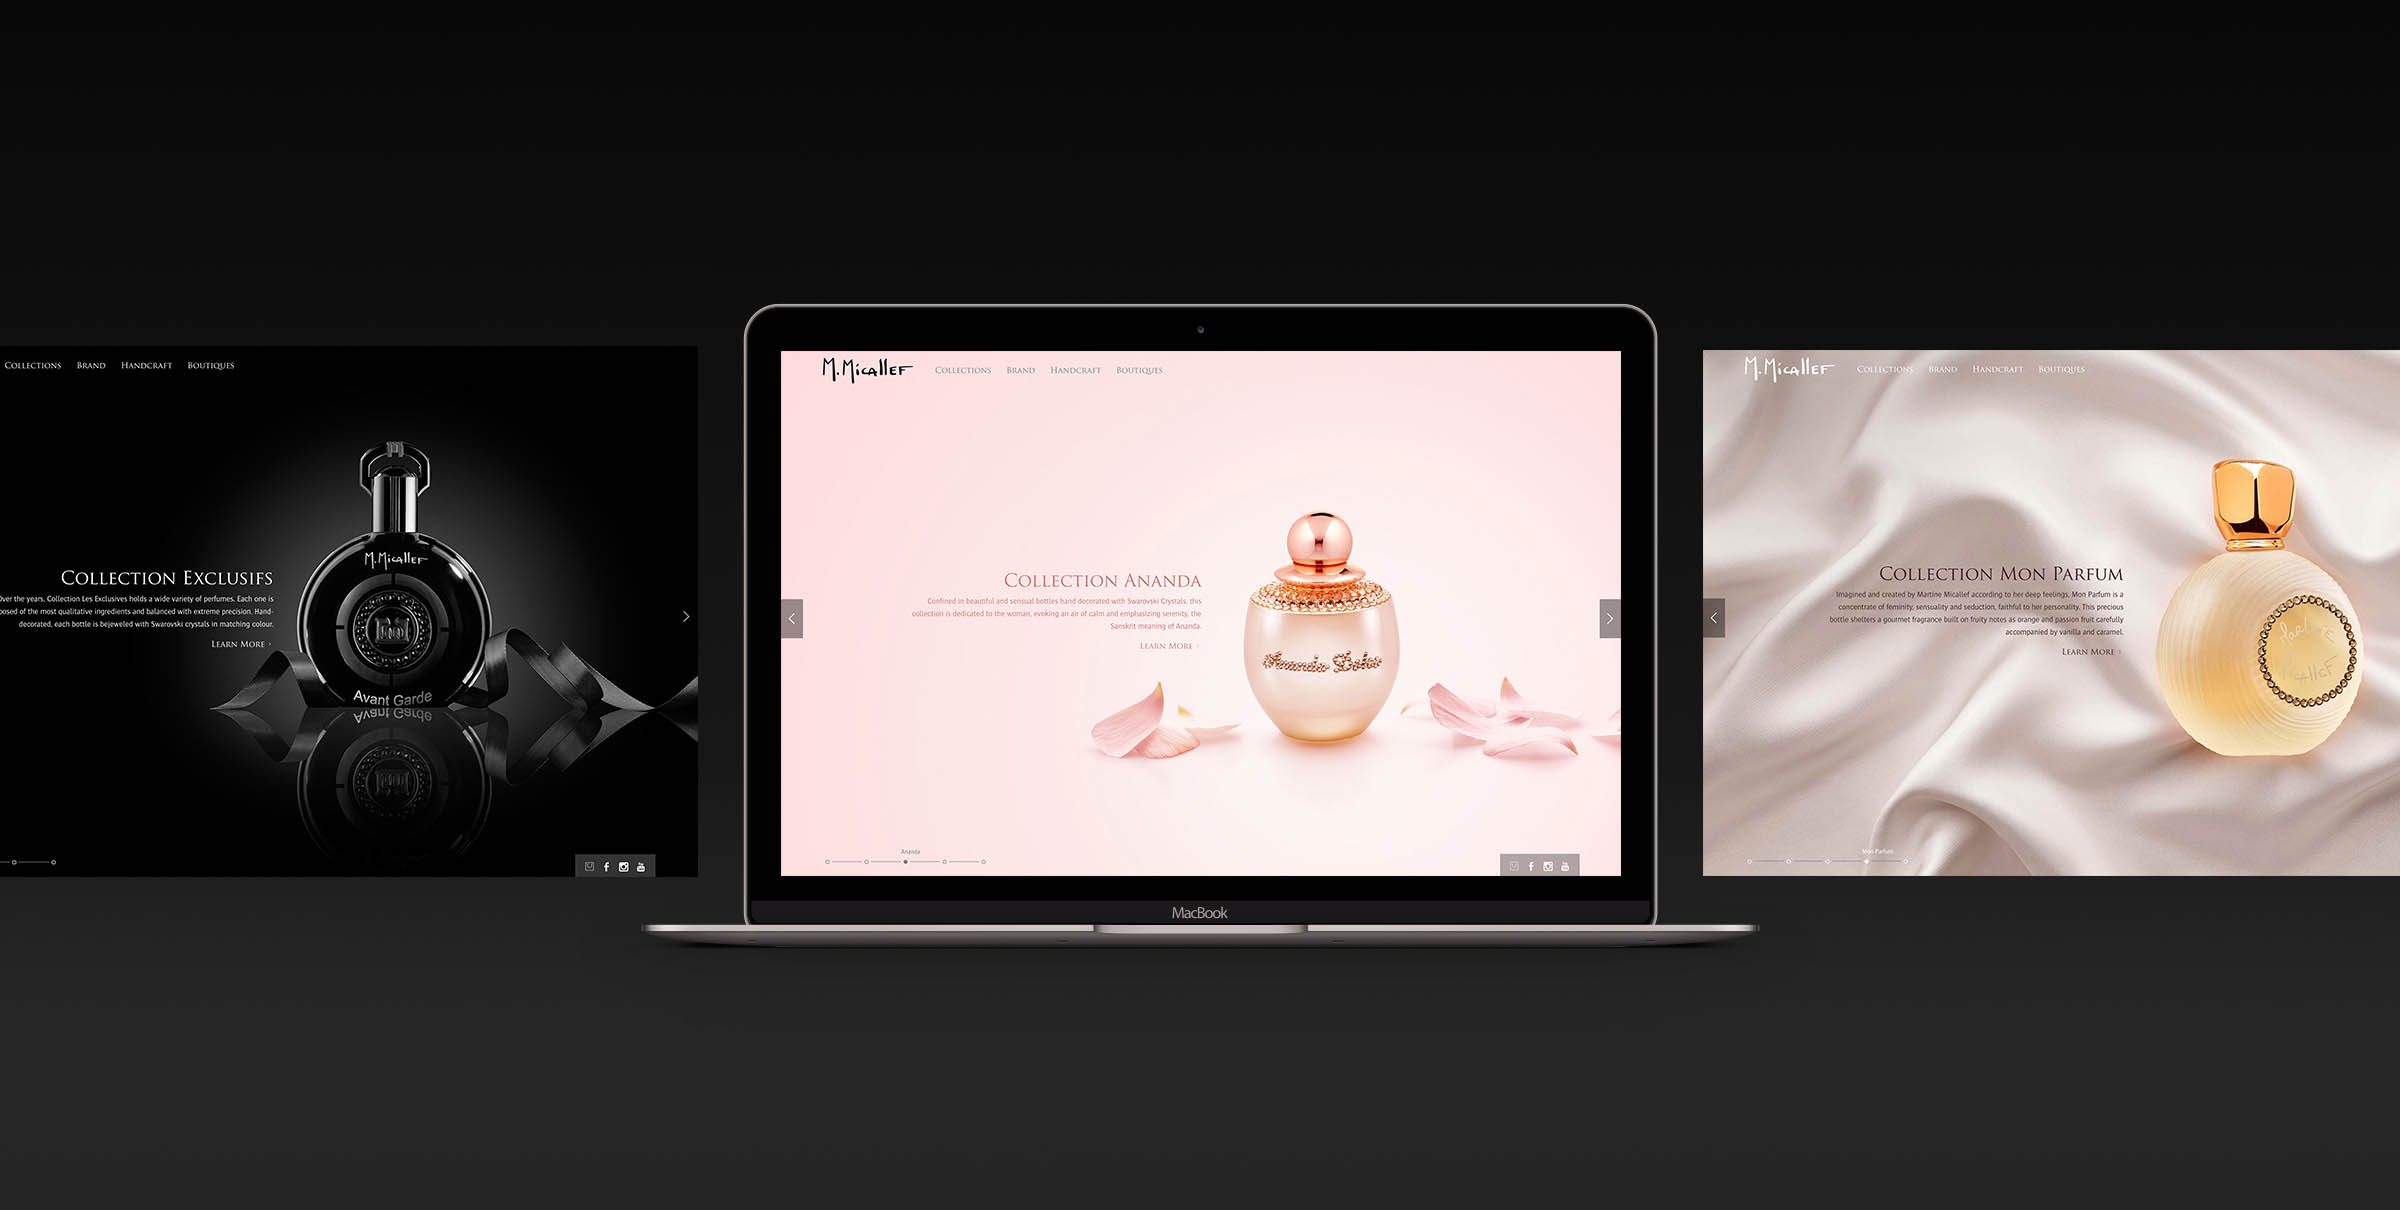 Collections Brand Handcraft Boutiques
M. Micallef
Collection Exclusifs
Over the years, Collection Les Exclusives holds a wide variety of perfumes. Each one is
posed of the most qualitative ingredients and balanced with extreme precision. Hand-
decorated, each bottle is bejeweled with Swarovski crystals in matching colour.
Learn More ›
Avant Garde
M. Micallef Collections Brand Handcraft Boutiques
Collection Ananda
Confined in beautiful and sensual bottles hand decorated with Swarovski Crystals, this
collection is dedicated to the woman, evoking an air of calm and emphasizing serenity, the
Sanskrit meaning of Ananda.
Learn More ›
Ananda
MacBook
M. Micallef Collections Brand Handcraft Boutiques
Collection Mon Parfum
Imagined and created by Martine Micallef according to her deep feelings, Mon Parfum is a
concentrate of feminity, sensuality and seduction, faithful to her personality. This precious
bottle shelters a gourmet fragrance built on fruity notes as orange and passion fruit carefully
accompanied by vanilla and caramel.
Learn More ›
Micallef
Mon Parfum